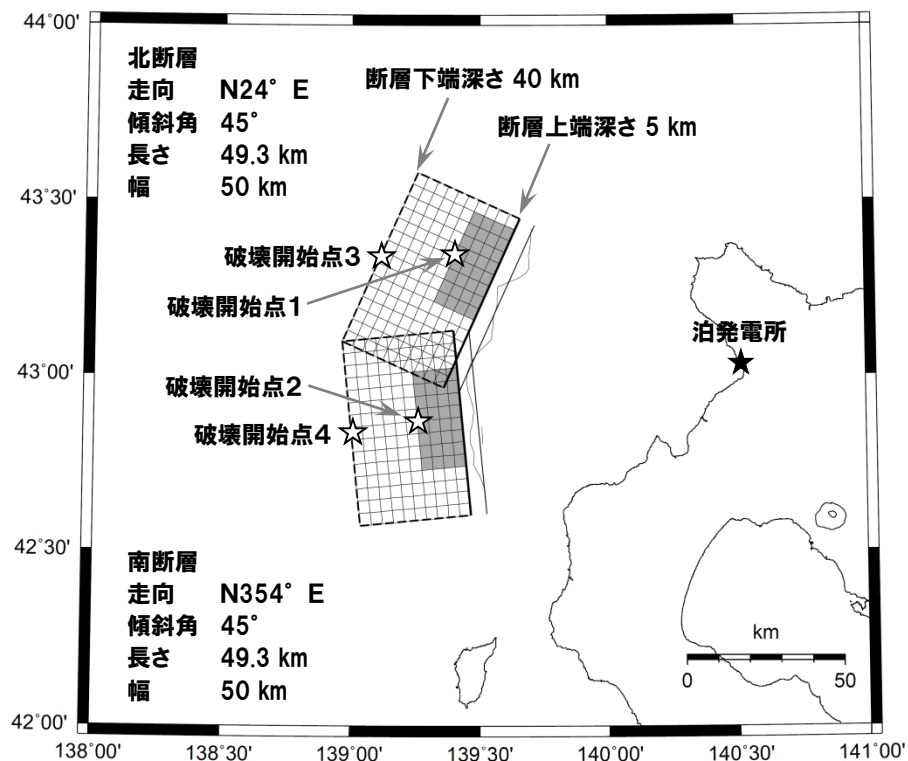 44°00'
北断層
走向 N24° E
傾斜角 45°
長さ 49.3 km
幅 50 km
断層下端深さ 40 km
断層上端深さ 5 km
43°30'
破壊開始点3
破壊開始点1
泊発電所
43°00'
破壊開始点2
破壊開始点4
42°30'
南断層
走向 N354° E
傾斜角 45°
長さ 49.3 km
幅 50 km
km
0 50
42°00'
138°00' 138°30' 139°00' 139°30' 140°00' 140°30' 141°00'